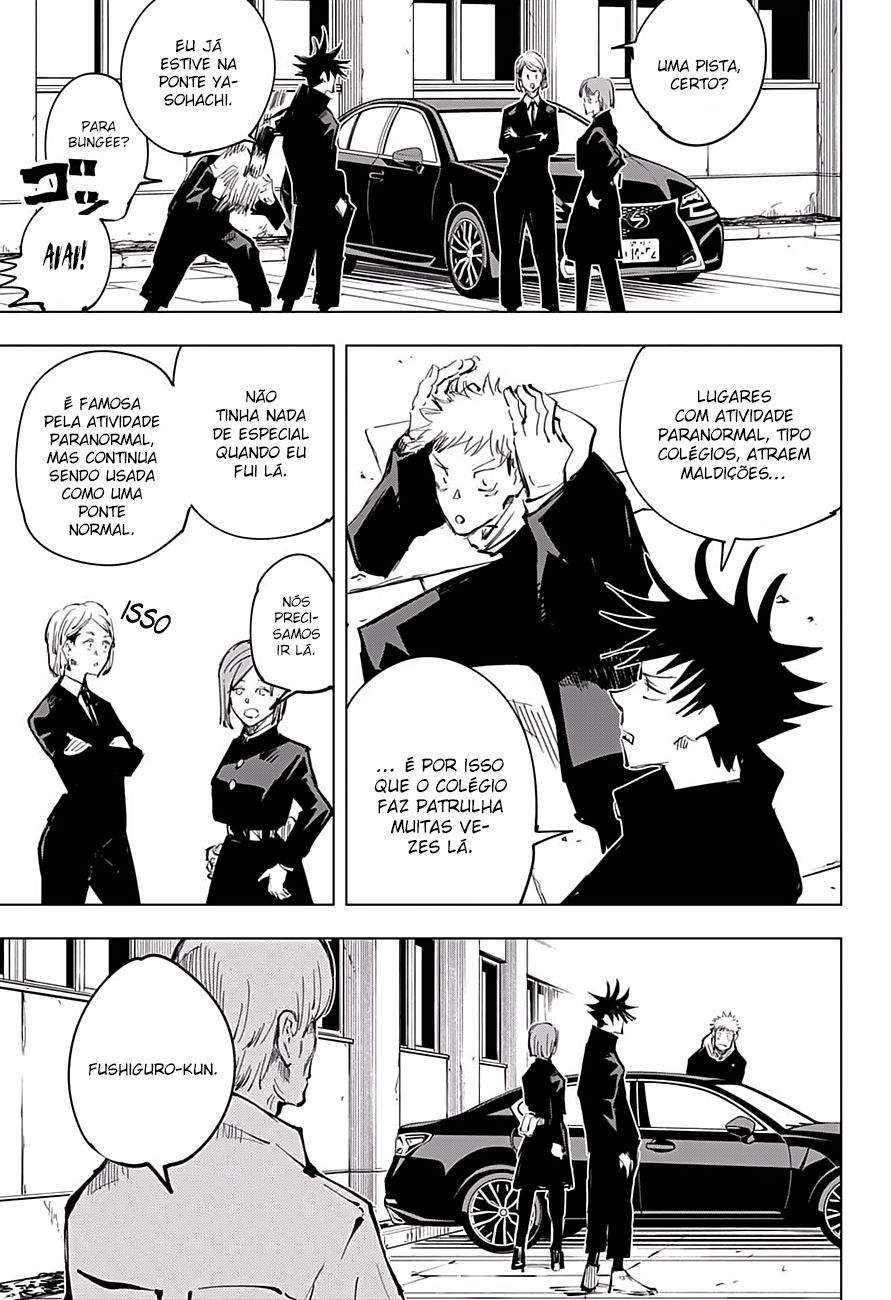 UMA PISTA,
CERTO?
EU JÁ
ESTIVE NA
PONTE YA-
SOHACHI.
PARA
BUNGEE?
ゴッ
AIAI!
LUGARES
COM ATIVIDADE
PARANORMAL, TIPO
COLÉGIOS, ATRAEM
MALDIÇÕES...
... É POR ISSO
QUE O COLÉGIO
FAZ PATRULHA
MUITAS VE-
ZES LÁ.
NÃO
TINHA NADA
DE ESPECIAL
QUANDO EU
FUI LÁ.
É FAMOSA
PELA ATIVIDADE
PARANORMAL,
MAS CONTINUA
SENDO USADA
COMO UMA
PONTE
NORMAL.
ISSO
NÓS
PRECI-
SAMOS
IR LÁ.
FUSHIGURO-KUN.